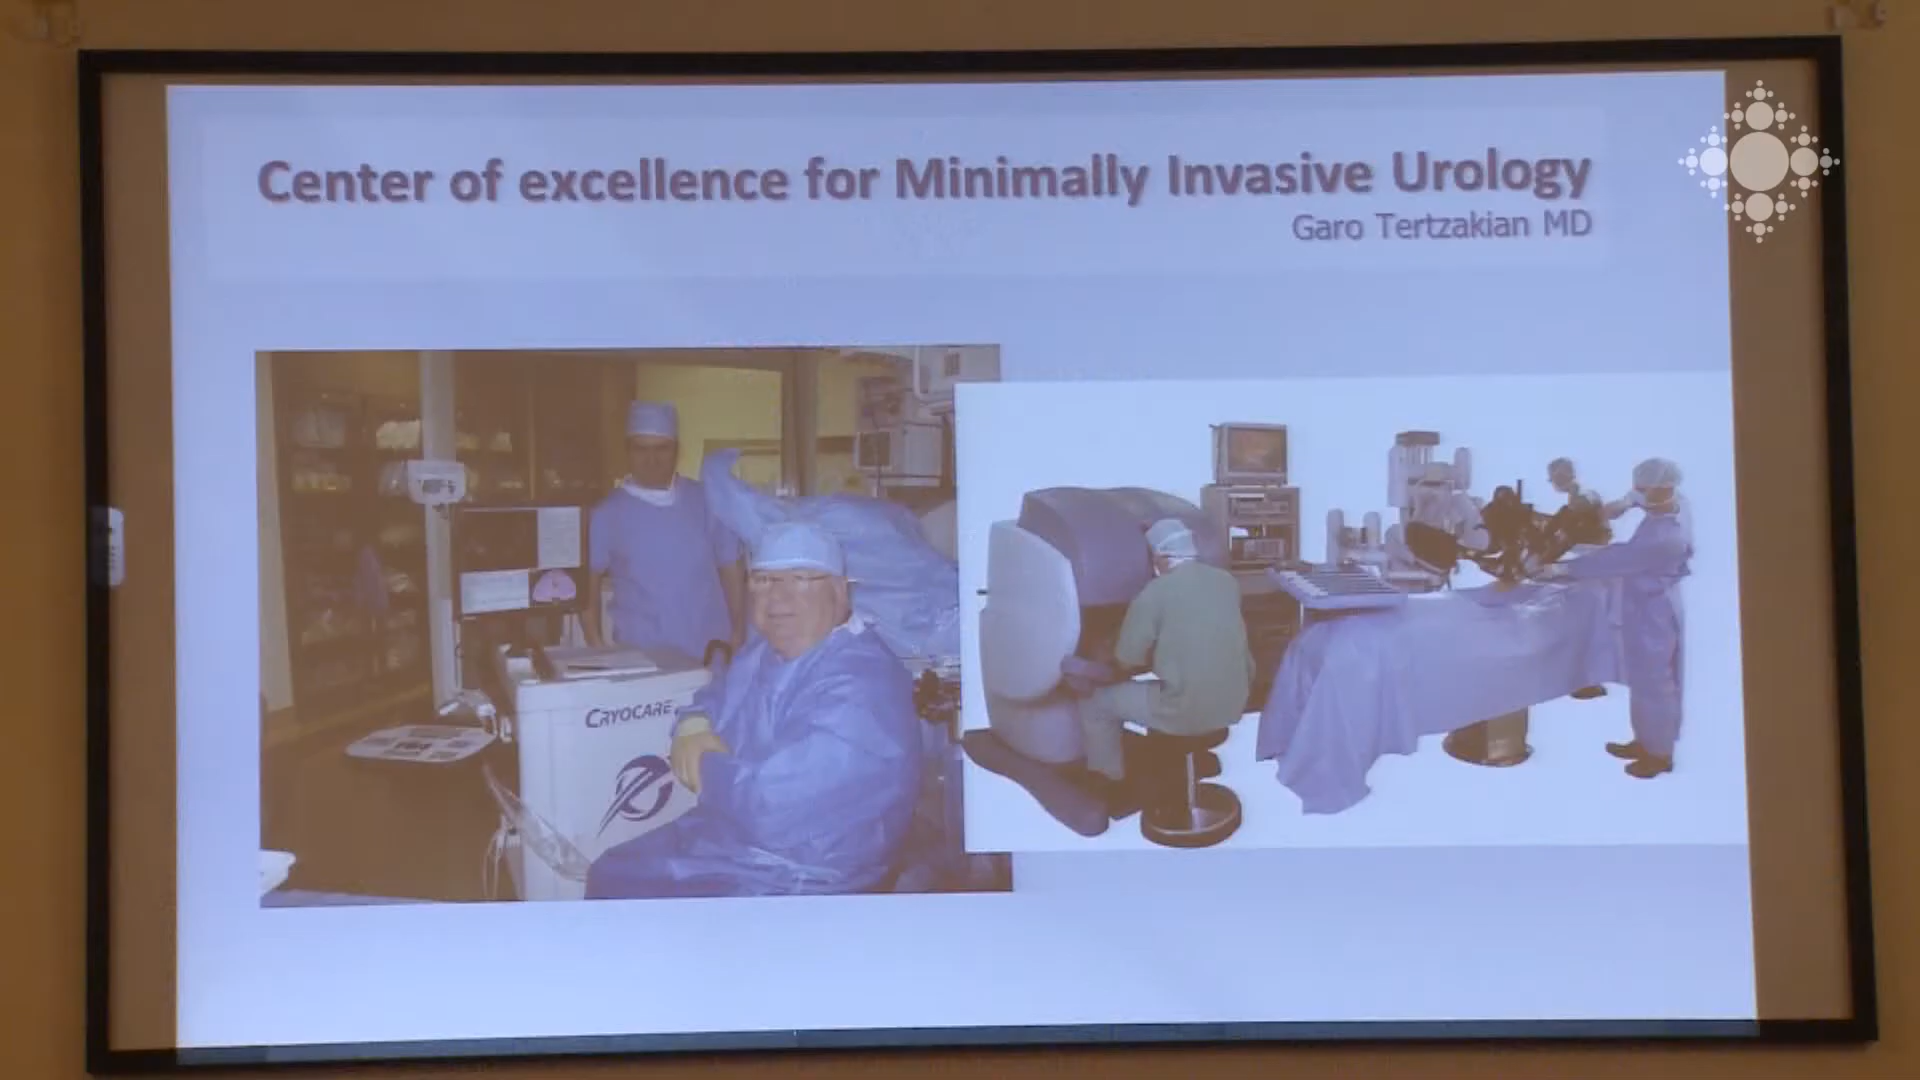 Center of excellence for Minimally Invasive Urology
Garo Tertzakian MD
CRYOCARE